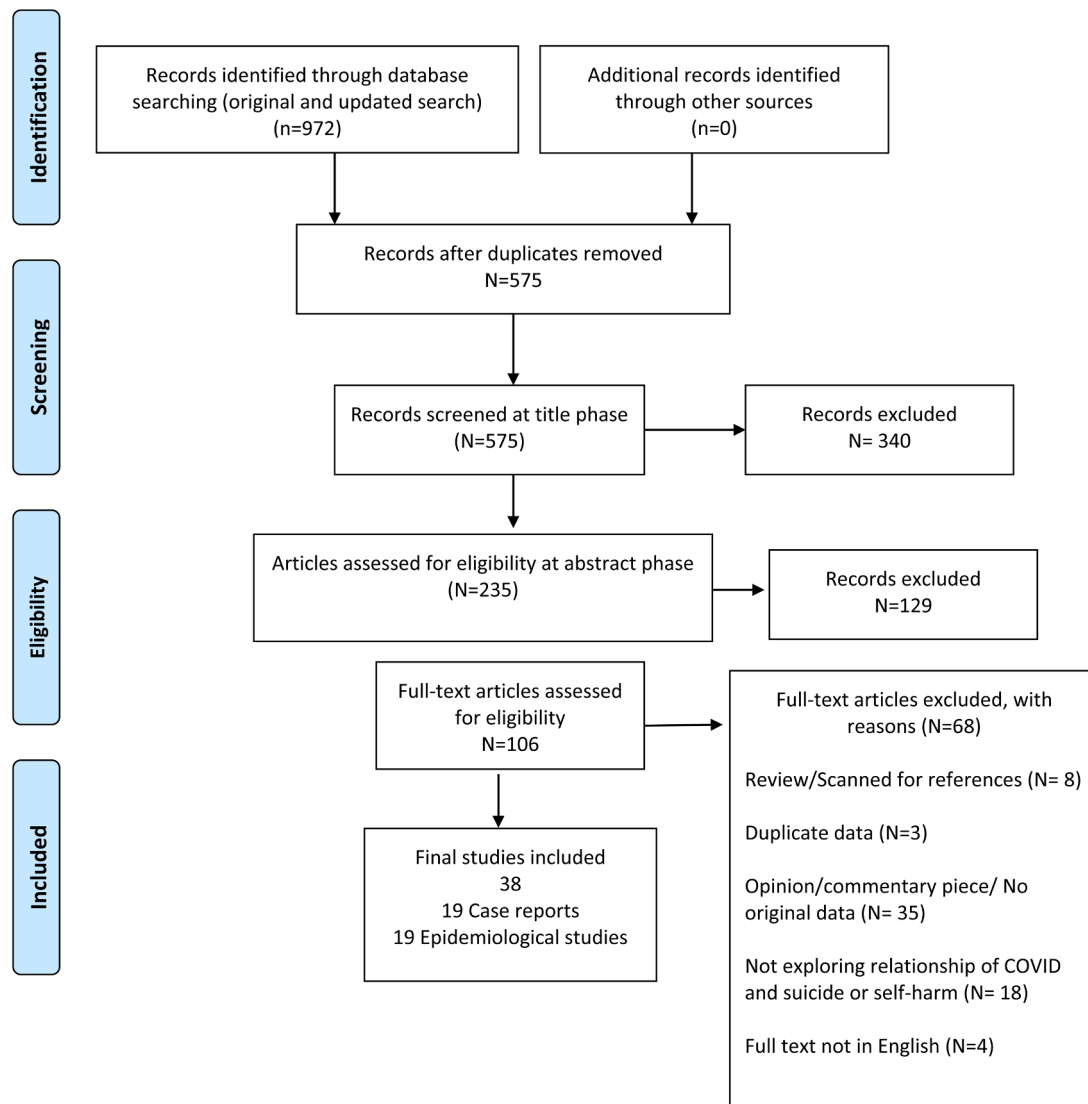 Identification
Records identified through database
searching (original and updated search)
(n=972)
Additional records identified
through other sources
(n=0)
Records after duplicates removed
N=575
Screening
Records screened at title phase
(N=575)
Records excluded
N= 340
Eligibility
Articles assessed for eligibility at abstract phase
(N=235)
Records excluded
N=129
Full-text articles assessed
for eligibility
N=106
Full-text articles excluded, with
reasons (N=68)
Review/Scanned for references (N= 8)
Duplicate data (N=3)
Opinion/commentary piece/ No
original data (N= 35)
Not exploring relationship of COVID
and suicide or self-harm (N= 18)
Full text not in English (N=4)
Included
Final studies included
38
19 Case reports
19 Epidemiological studies